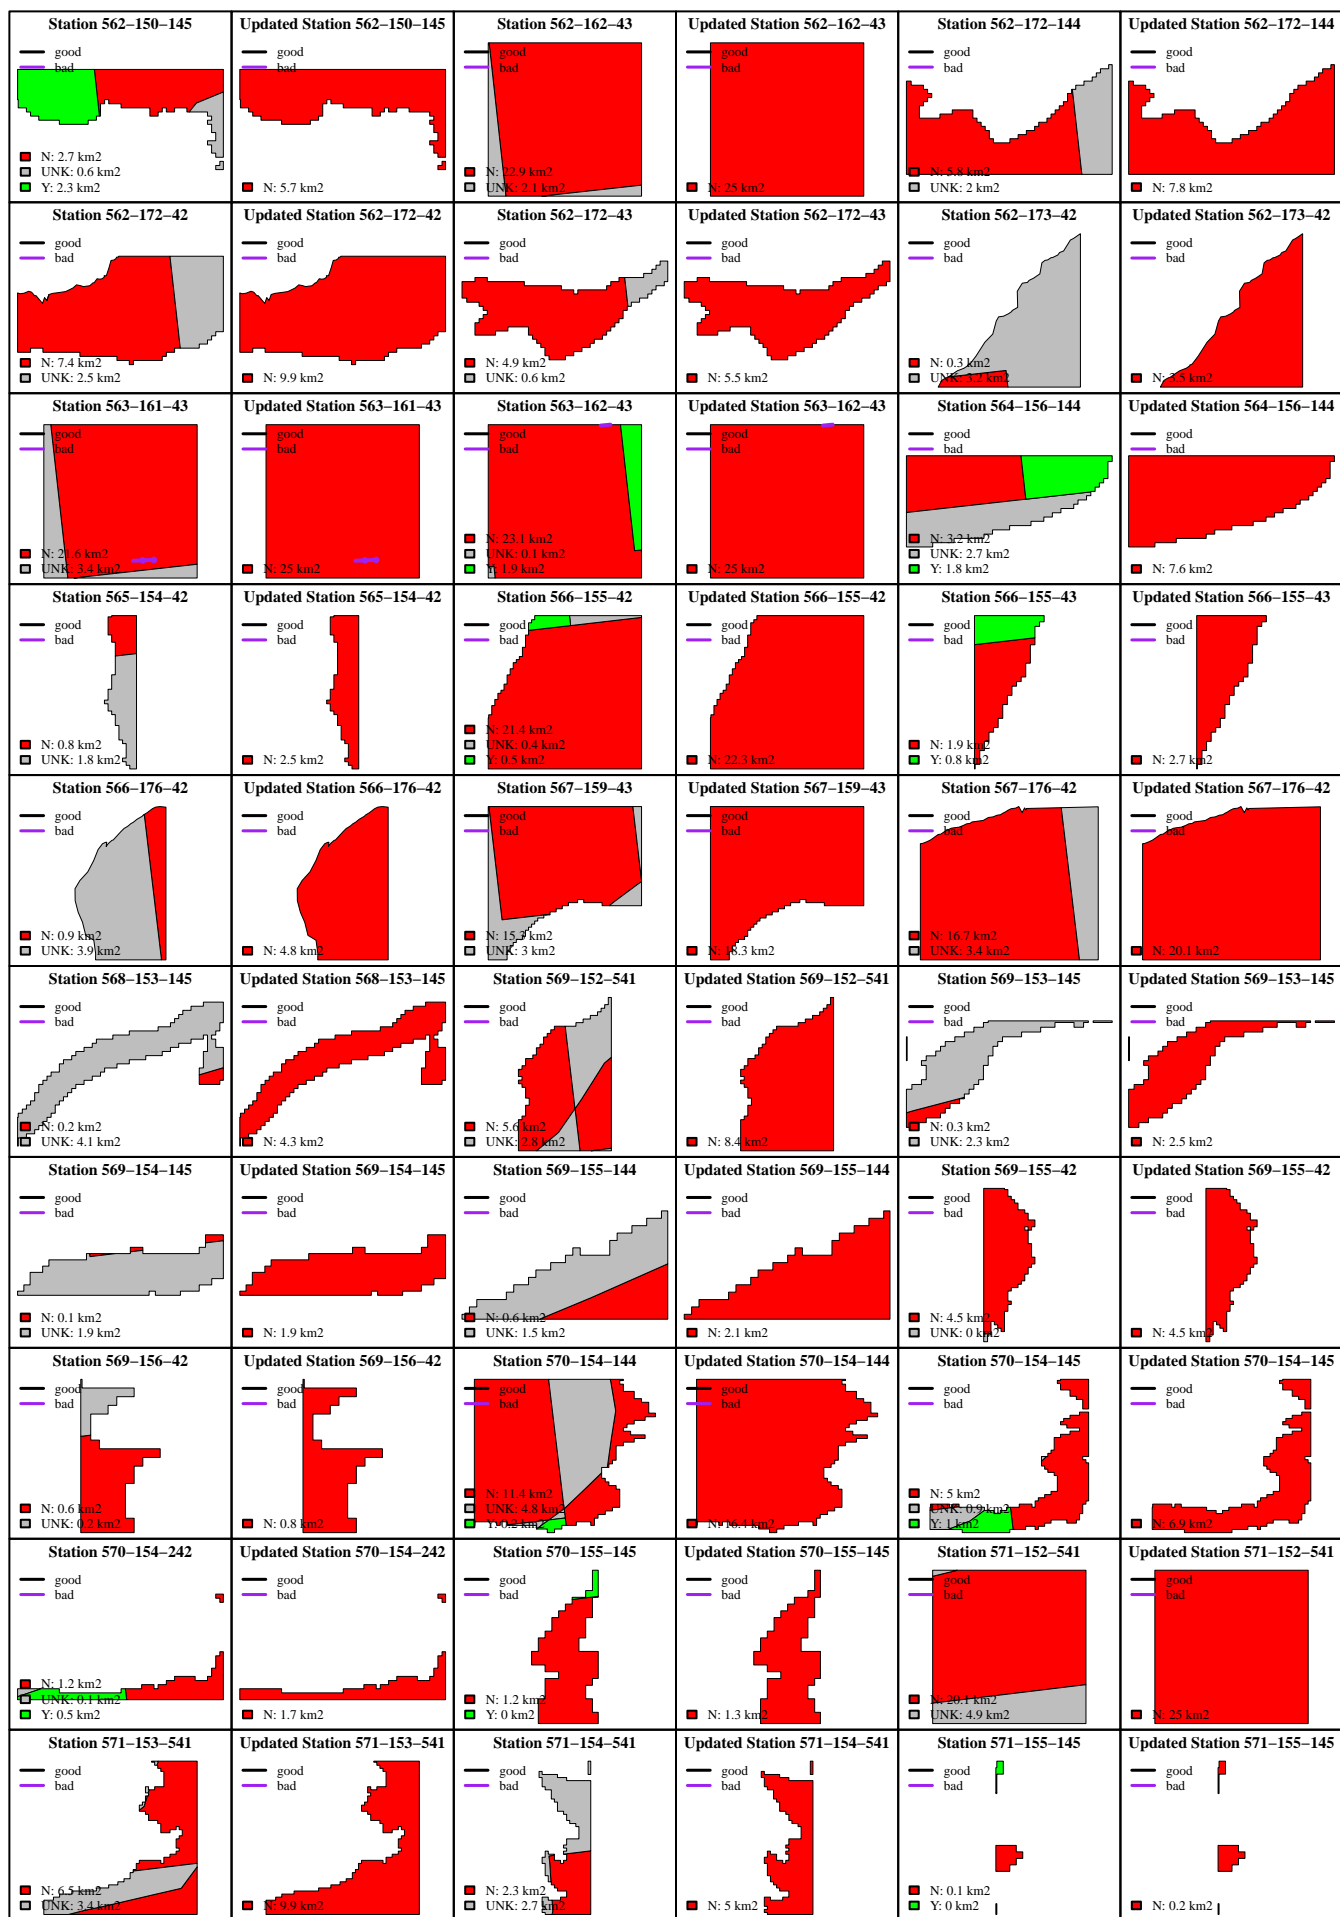 Station 562−150−145
good
bad
N: 2.7 km2
UNK: 0.6 km2
Y: 2.3 km2
Updated Station 562−150−145
good
bad
N: 5.7 km2
Station 562−162−43
good
bad
N: 22.9 km2
UNK: 2.1 km2
Updated Station 562−162−43
good
bad
N: 25 km2
Station 562−172−144
good
bad
N: 5.8 km2
UNK: 2 km2
Updated Station 562−172−144
good
bad
N: 7.8 km2
Station 562−172−42
good
bad
N: 7.4 km2
UNK: 2.5 km2
Updated Station 562−172−42
good
bad
N: 9.9 km2
Station 562−172−43
good
bad
N: 4.9 km2
UNK: 0.6 km2
Updated Station 562−172−43
good
bad
N: 5.5 km2
Station 562−173−42
good
bad
N: 0.3 km2
UNK: 3.2 km2
Updated Station 562−173−42
good
bad
N: 3.5 km2
Station 563−161−43
good
bad
N: 21.6 km2
UNK: 3.4 km2
Updated Station 563−161−43
good
bad
N: 25 km2
Station 563−162−43
good
bad
N: 23.1 km2
UNK: 0.1 km2
Y: 1.9 km2
Updated Station 563−162−43
good
bad
N: 25 km2
Station 564−156−144
good
bad
N: 3.2 km2
UNK: 2.7 km2
Y: 1.8 km2
Updated Station 564−156−144
good
bad
N: 7.6 km2
Station 565−154−42
good
bad
N: 0.8 km2
UNK: 1.8 km2
Updated Station 565−154−42
good
bad
N: 2.5 km2
Station 566−155−42
good
bad
N: 21.4 km2
UNK: 0.4 km2
Y: 0.5 km2
Updated Station 566−155−42
good
bad
N: 22.3 km2
Station 566−155−43
good
bad
N: 1.9 km2
Y: 0.8 km2
Updated Station 566−155−43
good
bad
N: 2.7 km2
Station 566−176−42
good
bad
N: 0.9 km2
UNK: 3.9 km2
Updated Station 566−176−42
good
bad
N: 4.8 km2
Station 567−159−43
good
bad
N: 15.3 km2
UNK: 3 km2
Updated Station 567−159−43
good
bad
N: 18.3 km2
Station 567−176−42
good
bad
N: 16.7 km2
UNK: 3.4 km2
Updated Station 567−176−42
good
bad
N: 20.1 km2
Station 568−153−145
good
bad
N: 0.2 km2
UNK: 4.1 km2
Updated Station 568−153−145
good
bad
N: 4.3 km2
Station 569−152−541
good
bad
N: 5.6 km2
UNK: 2.8 km2
Updated Station 569−152−541
good
bad
N: 8.4 km2
Station 569−153−145
good
bad
N: 0.3 km2
UNK: 2.3 km2
Updated Station 569−153−145
good
bad
N: 2.5 km2
Station 569−154−145
good
bad
N: 0.1 km2
UNK: 1.9 km2
Updated Station 569−154−145
good
bad
N: 1.9 km2
Station 569−155−144
good
bad
N: 0.6 km2
UNK: 1.5 km2
Updated Station 569−155−144
good
bad
N: 2.1 km2
Station 569−155−42
good
bad
N: 4.5 km2
UNK: 0 km2
Updated Station 569−155−42
good
bad
N: 4.5 km2
Station 569−156−42
good
bad
N: 0.6 km2
UNK: 0.2 km2
Updated Station 569−156−42
good
bad
N: 0.8 km2
Station 570−154−144
good
bad
N: 11.4 km2
UNK: 4.8 km2
Y: 0.2 km2
Updated Station 570−154−144
good
bad
N: 16.4 km2
Station 570−154−145
good
bad
N: 5 km2
UNK: 0.9 km2
Y: 1 km2
Updated Station 570−154−145
good
bad
N: 6.9 km2
Station 570−154−242
good
bad
N: 1.2 km2
UNK: 0.1 km2
Y: 0.5 km2
Updated Station 570−154−242
good
bad
N: 1.7 km2
Station 570−155−145
good
bad
N: 1.2 km2
Y: 0 km2
Updated Station 570−155−145
good
bad
N: 1.3 km2
Station 571−152−541
good
bad
N: 20.1 km2
UNK: 4.9 km2
Updated Station 571−152−541
good
bad
N: 25 km2
Station 571−153−541
good
bad
N: 6.5 km2
UNK: 3.4 km2
Updated Station 571−153−541
good
bad
N: 9.9 km2
Station 571−154−541
good
bad
N: 2.3 km2
UNK: 2.7 km2
Updated Station 571−154−541
good
bad
N: 5 km2
Station 571−155−145
good
bad
N: 0.1 km2
Y: 0 km2
Updated Station 571−155−145
good
bad
N: 0.2 km2